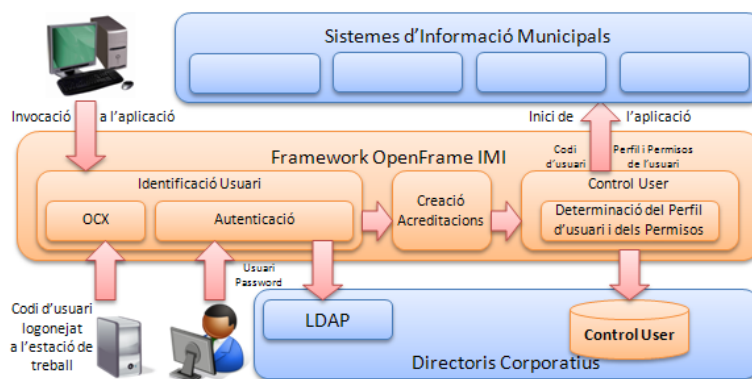 Sistemes d'Informació Municipals
Invocació a l'aplicació
Inici de l'aplicació
Codi d'usuari
Perfil i Permisos de l'usuari
Framework OpenFrame IMI
Identificació Usuari
OCX
Autenticació
Creació
Acreditacions
Control User
Determinació del Perfil
d'usuari i dels Permisos
Usuari
Password
Codi d'usuari
logonejat
a l'estació de
treball
LDAP
Control User
Directoris Corporatius